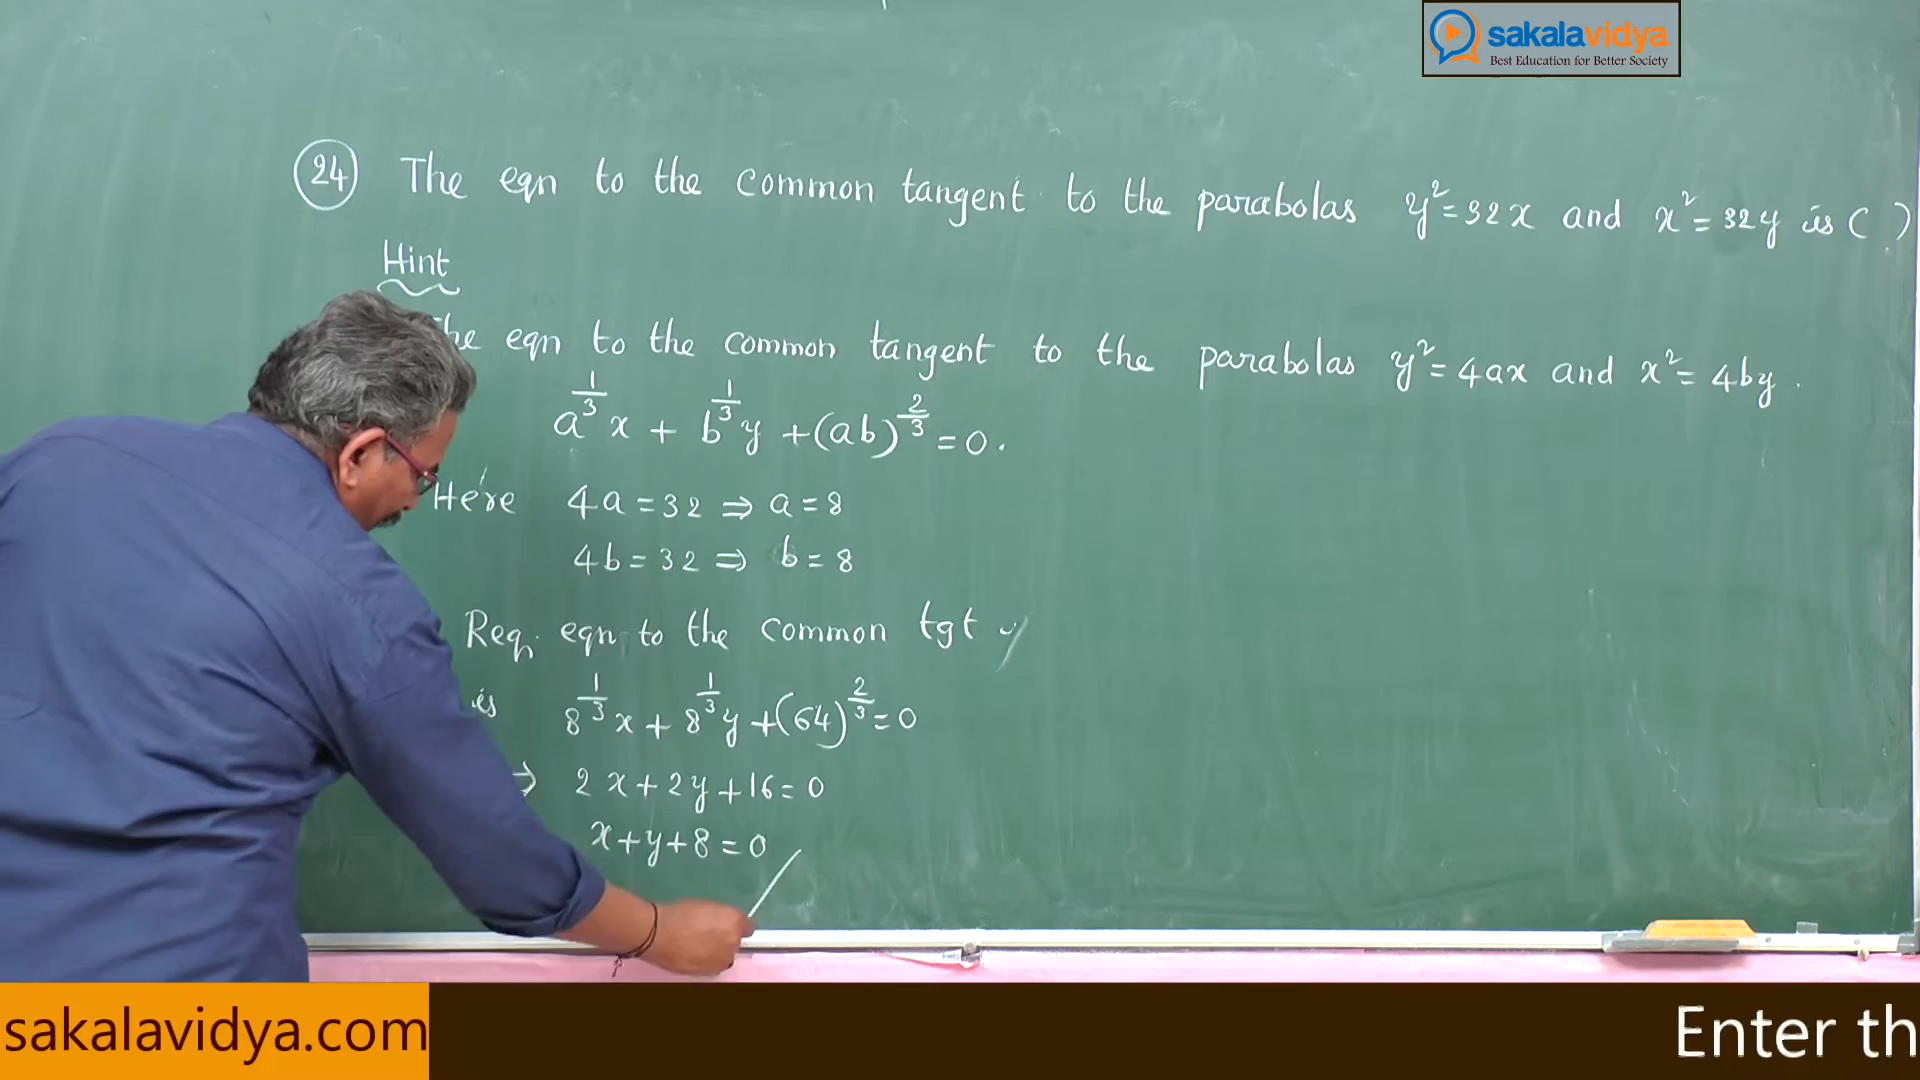 sakalavidya
Best Education for Better Society
24 The eqn to the common tangent to the parabolas y²=32x and x²=32y is ( )
Hint
The eqn to the common tangent to the parabolas y²=4ax and x²=4by.
a^(1/3) x + b^(1/3) y + (ab)^(2/3) = 0.
Here 4a=32 ⇒ a=8
4b=32 ⇒ b=8
Req. eqn to the common tgt
is 8^(1/3) x + 8^(1/3) y + (64)^(2/3) = 0
⇒ 2x+2y+16=0
x+y+8=0
sakalavidya.com
Enter th